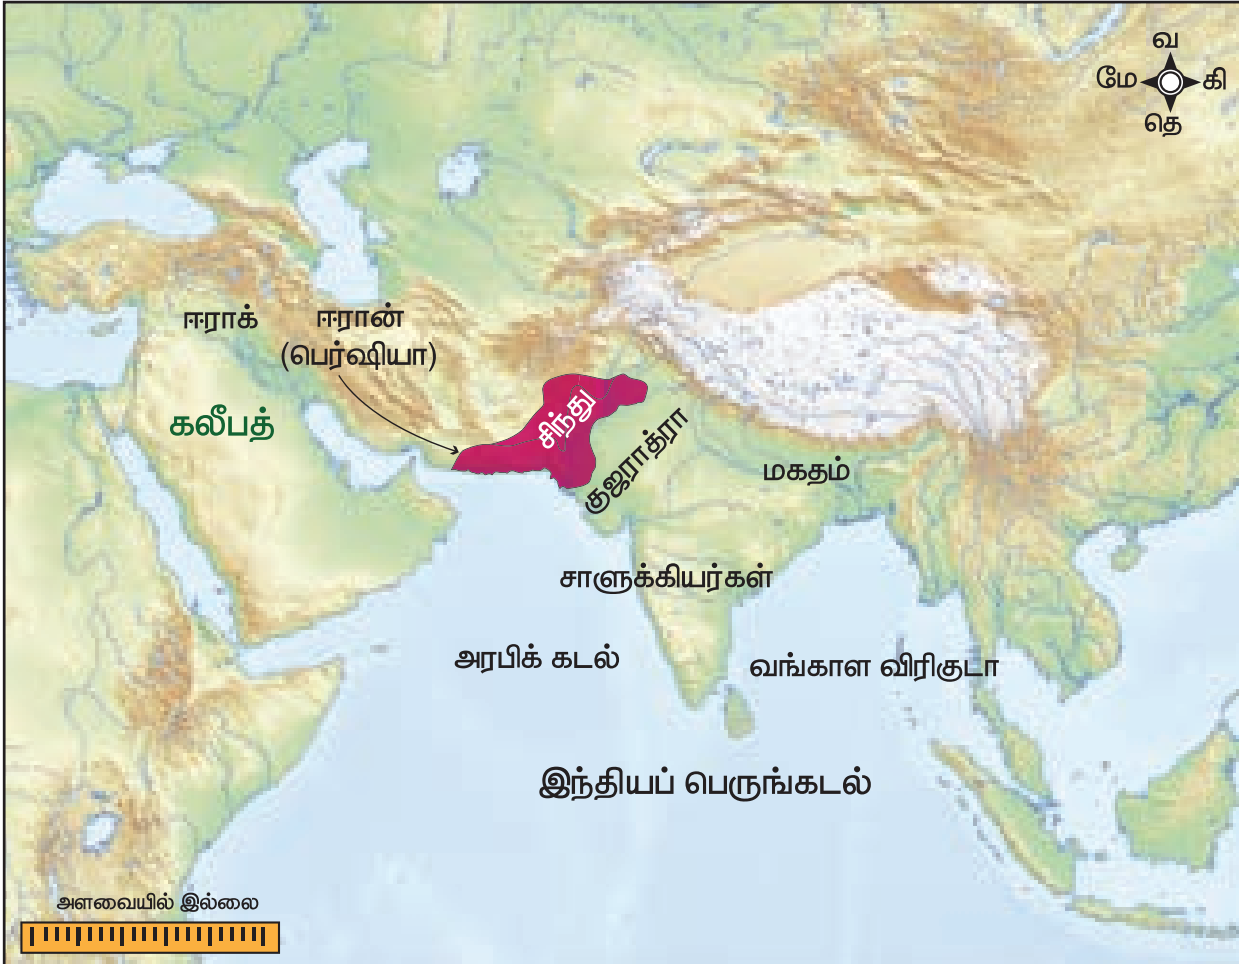 வ
மே
கி
தெ
ஈராக்
ஈரான்
(பெர்ஷியா)
கலீபத்
சிந்து
குஜராத்ரா
மகதம்
சாளுக்கியர்கள்
அரபிக் கடல்
வங்காள விரிகுடா
இந்தியப் பெருங்கடல்
அளவையில் இல்லை